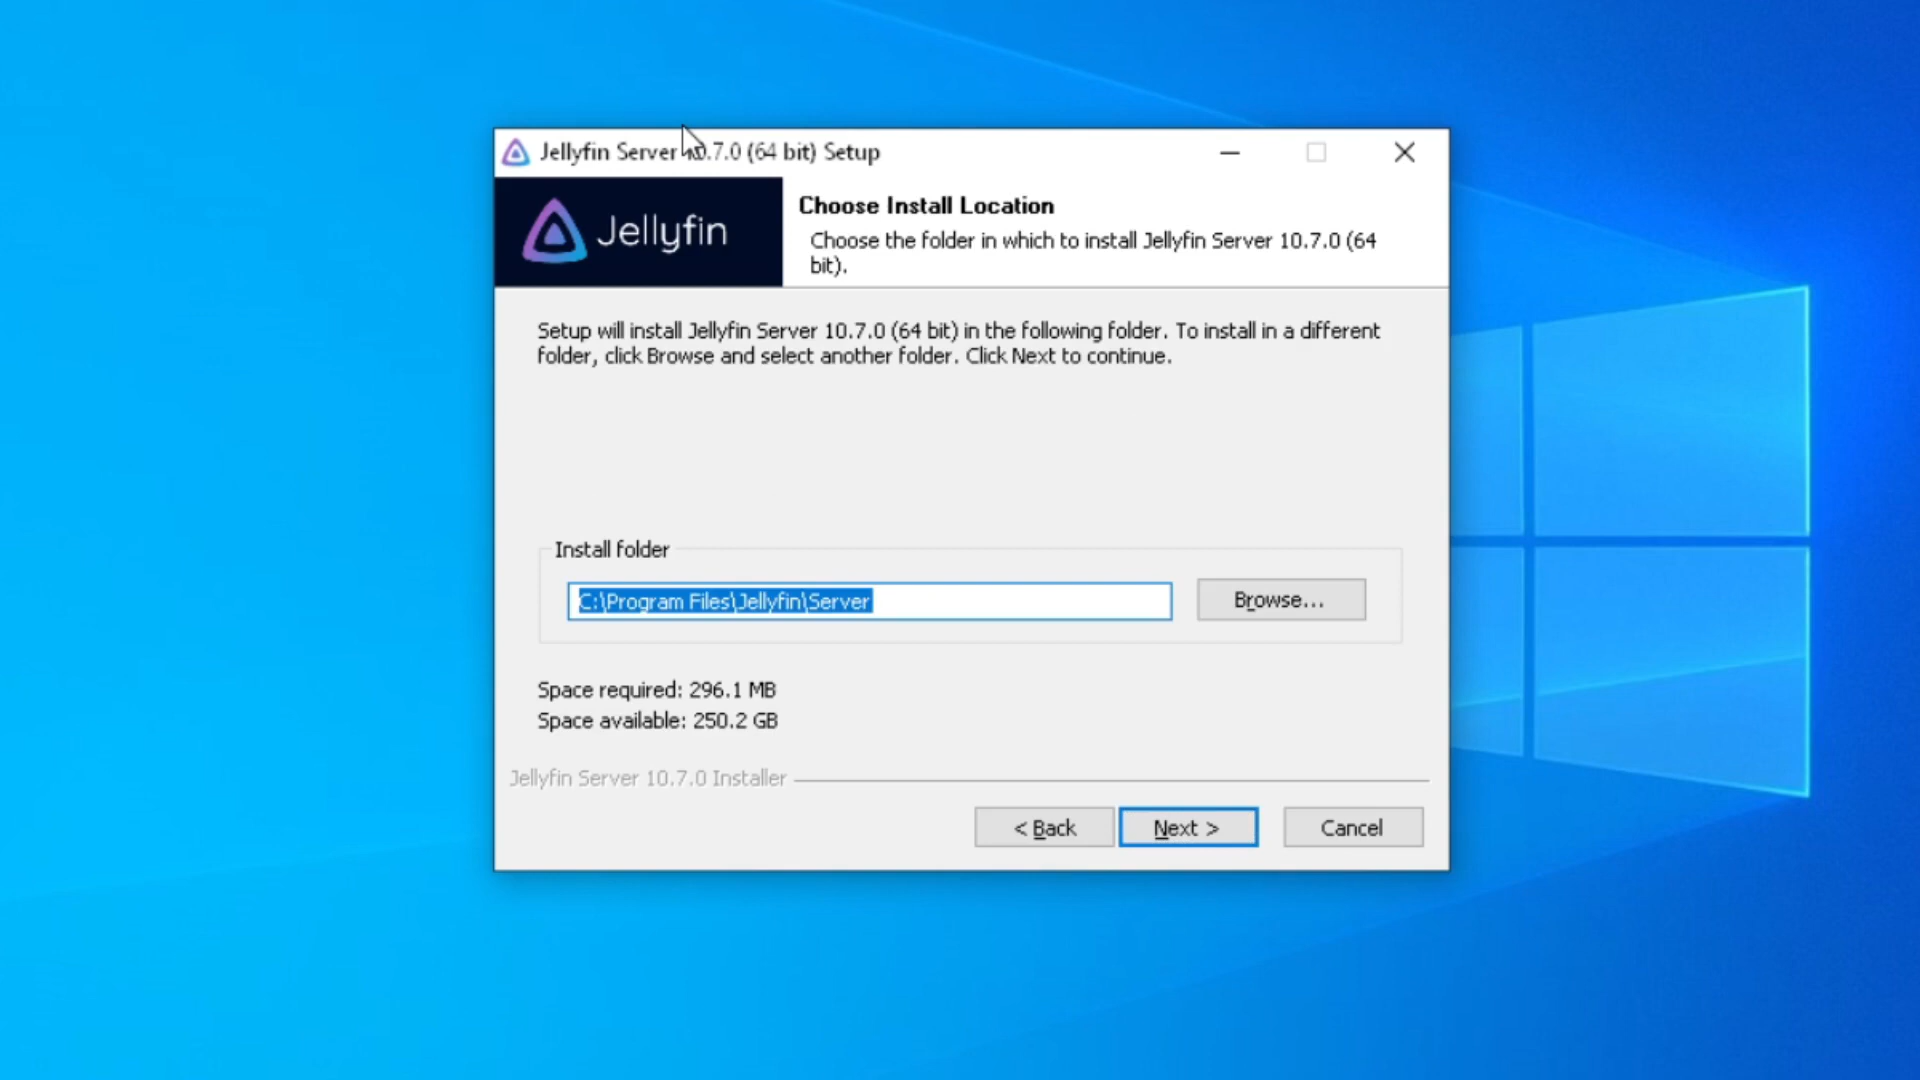 Jellyfin Server 10.7.0 (64 bit) Setup
Jellyfin
Choose Install Location
Choose the folder in which to install Jellyfin Server 10.7.0 (64
bit).
Setup will install Jellyfin Server 10.7.0 (64 bit) in the following folder. To install in a different
folder, click Browse and select another folder. Click Next to continue.
Install folder
C:\Program Files\Jellyfin\Server
Browse...
Space required: 296.1 MB
Space available: 250.2 GB
Jellyfin Server 10.7.0 Installer
< Back
Next >
Cancel